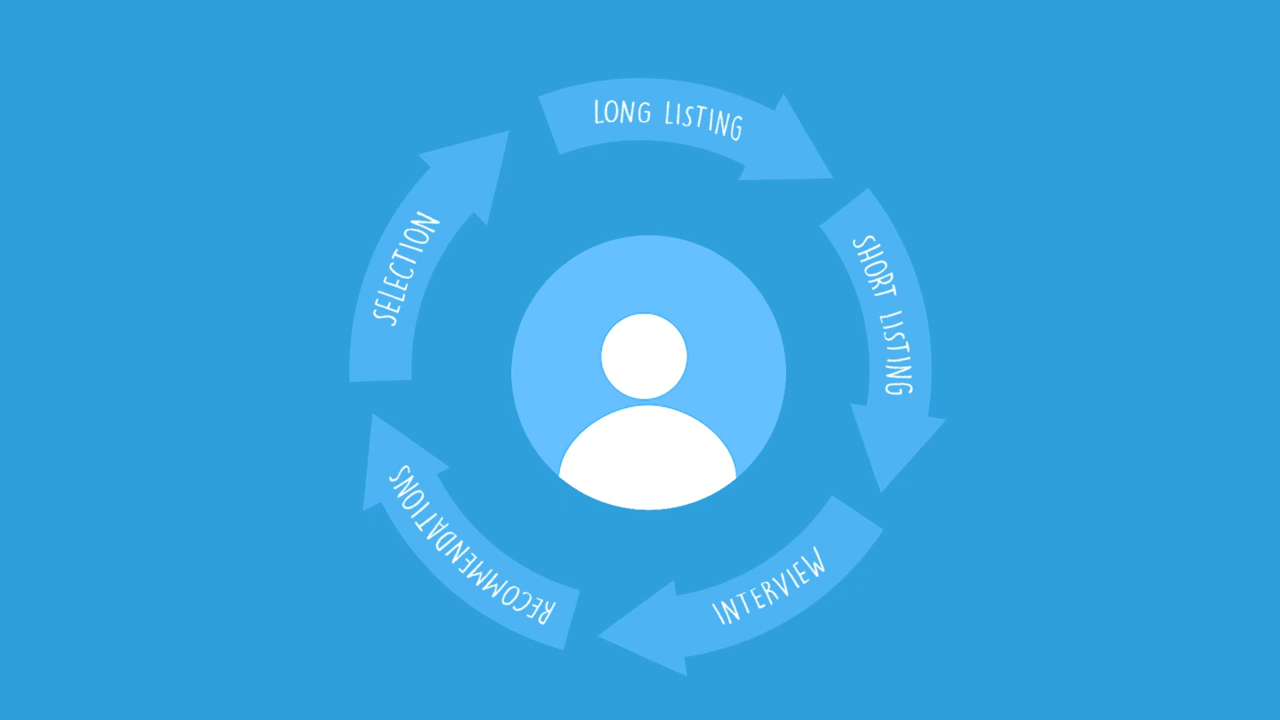 LONG LISTING
SHORT LISTING
INTERVIEW
RECOMMENDATIONS
SELECTION